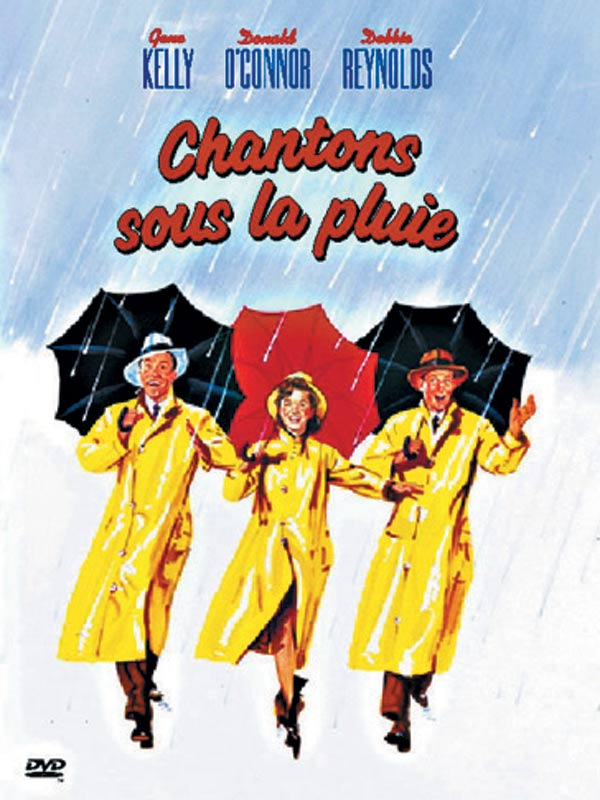 Gene Donald Debbie
KELLY O'CONNOR REYNOLDS
Chantons
sous la pluie
DVD